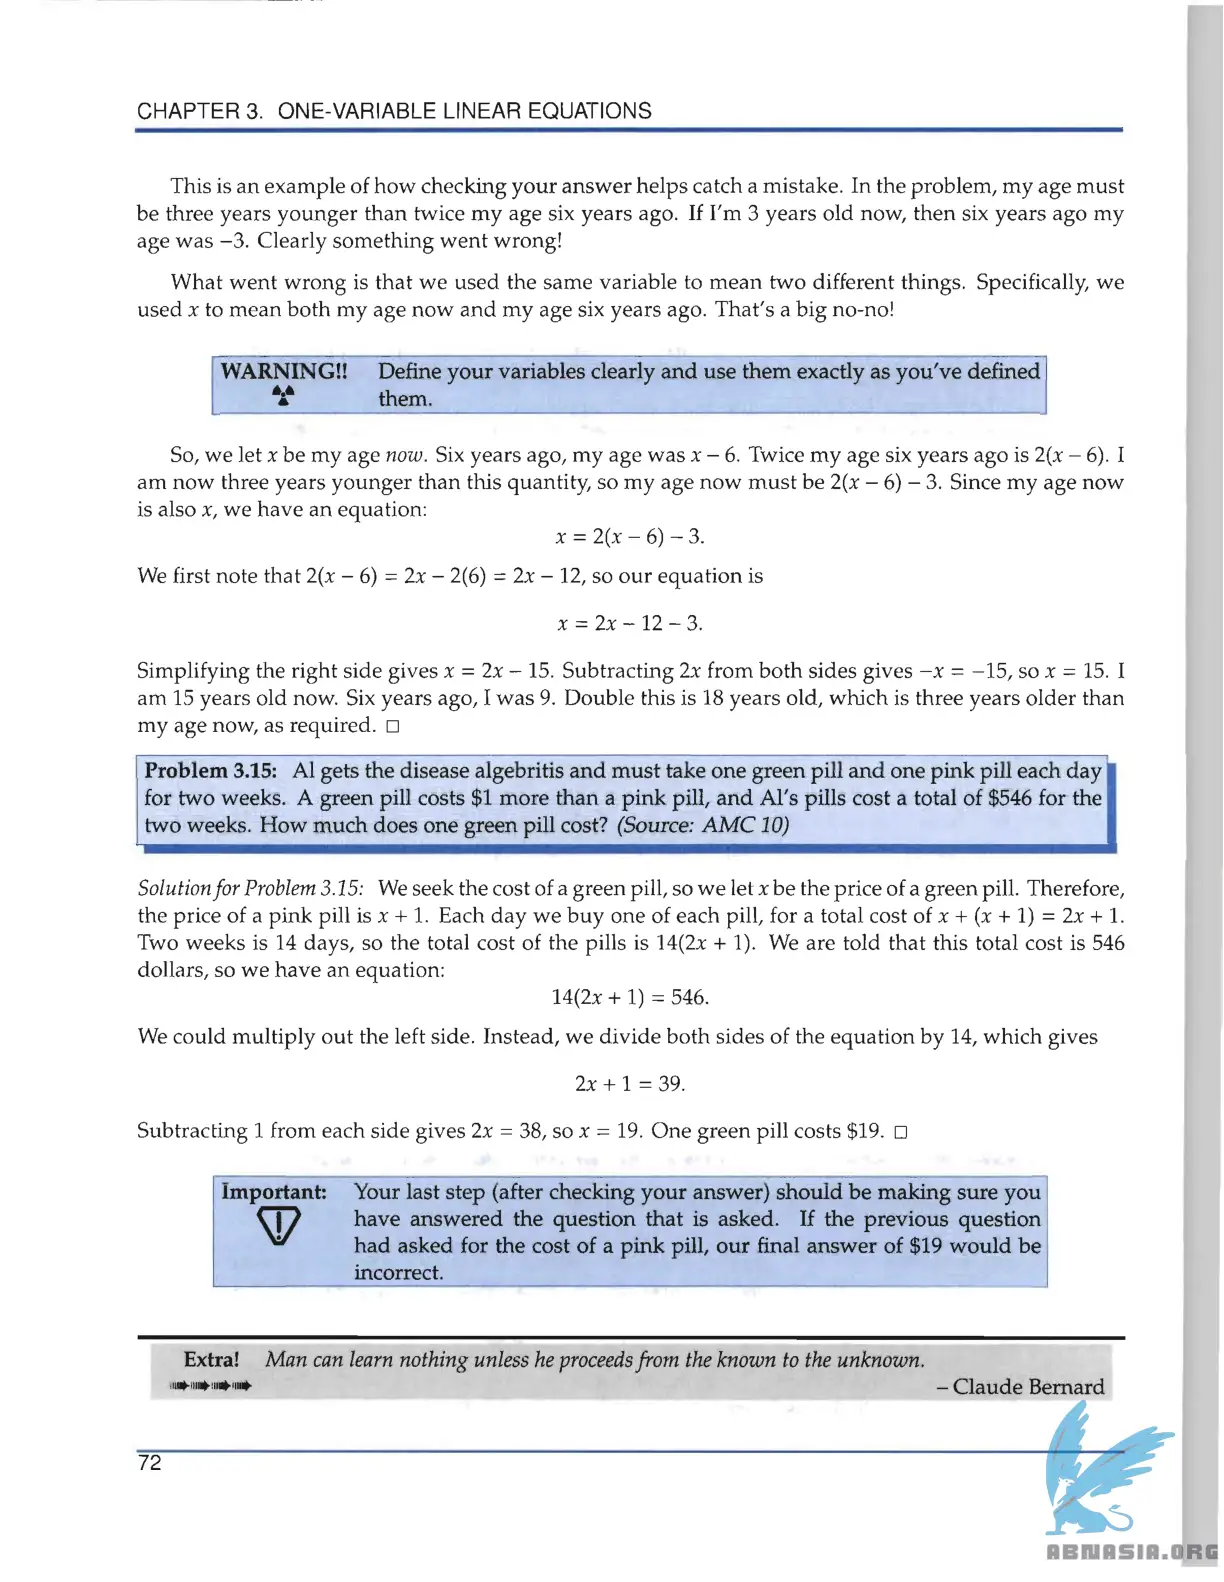 CHAPTER 3. ONE-VARIABLE LINEAR EQUATIONS
This is an example of how checking your answer helps catch a mistake. In the problem, my age must
be three years younger than twice my age six years ago. If I'm 3 years old now, then six years ago my
age was −3. Clearly something went wrong!
What went wrong is that we used the same variable to mean two different things. Specifically, we
used x to mean both my age now and my age six years ago. That's a big no-no!
WARNING!! Define your variables clearly and use them exactly as you've defined
them.
So, we let x be my age now. Six years ago, my age was x − 6. Twice my age six years ago is 2(x − 6). I
am now three years younger than this quantity, so my age now must be 2(x − 6) − 3. Since my age now
is also x, we have an equation:
x = 2(x − 6) − 3.
We first note that 2(x − 6) = 2x − 2(6) = 2x − 12, so our equation is
x = 2x − 12 − 3.
Simplifying the right side gives x = 2x − 15. Subtracting 2x from both sides gives −x = −15, so x = 15. I
am 15 years old now. Six years ago, I was 9. Double this is 18 years old, which is three years older than
my age now, as required. □
Problem 3.15: Al gets the disease algebritis and must take one green pill and one pink pill each day
for two weeks. A green pill costs $1 more than a pink pill, and Al's pills cost a total of $546 for the
two weeks. How much does one green pill cost? (Source: AMC 10)
Solution for Problem 3.15: We seek the cost of a green pill, so we let x be the price of a green pill. Therefore,
the price of a pink pill is x + 1. Each day we buy one of each pill, for a total cost of x + (x + 1) = 2x + 1.
Two weeks is 14 days, so the total cost of the pills is 14(2x + 1). We are told that this total cost is 546
dollars, so we have an equation:
14(2x + 1) = 546.
We could multiply out the left side. Instead, we divide both sides of the equation by 14, which gives
2x + 1 = 39.
Subtracting 1 from each side gives 2x = 38, so x = 19. One green pill costs $19. □
Important: Your last step (after checking your answer) should be making sure you
have answered the question that is asked. If the previous question
had asked for the cost of a pink pill, our final answer of $19 would be
incorrect.
Extra! Man can learn nothing unless he proceeds from the known to the unknown.
– Claude Bernard
72
ABNASIA.ORG